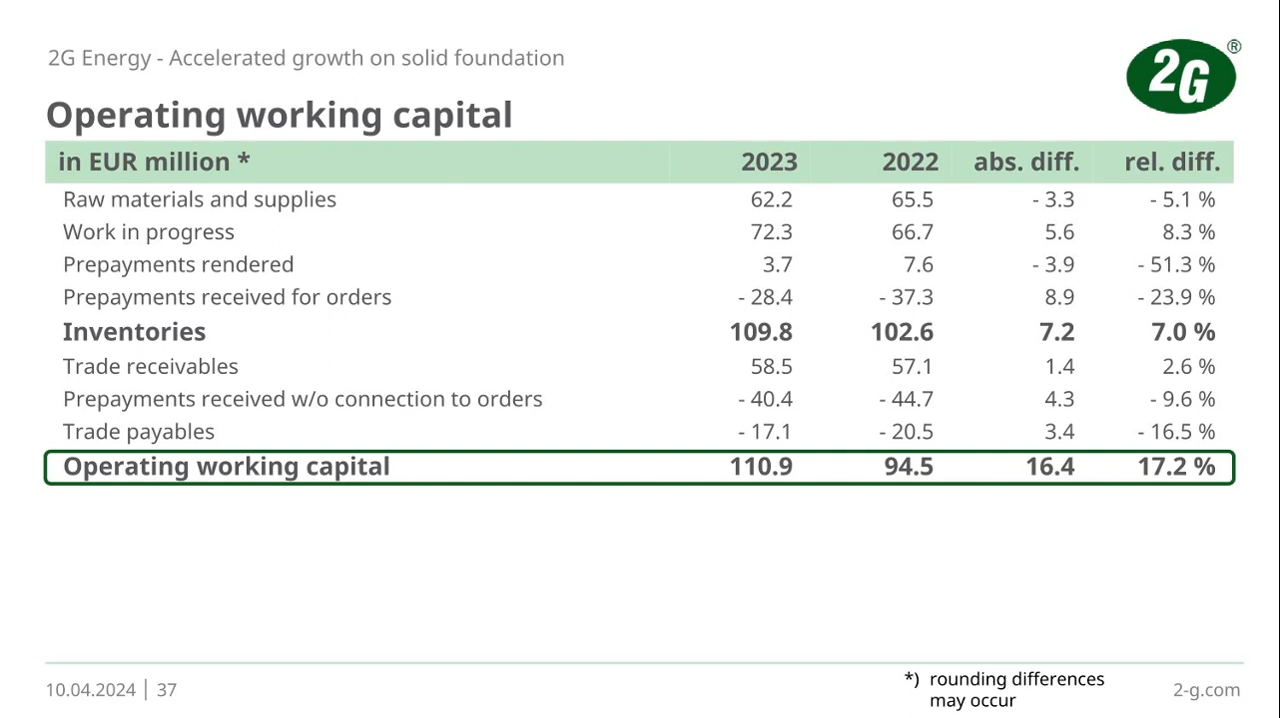 2G Energy - Accelerated growth on solid foundation
2G ®
Operating working capital
in EUR million * 2023 2022 abs. diff. rel. diff.
Raw materials and supplies 62.2 65.5 - 3.3 - 5.1 %
Work in progress 72.3 66.7 5.6 8.3 %
Prepayments rendered 3.7 7.6 - 3.9 - 51.3 %
Prepayments received for orders - 28.4 - 37.3 8.9 - 23.9 %
Inventories 109.8 102.6 7.2 7.0 %
Trade receivables 58.5 57.1 1.4 2.6 %
Prepayments received w/o connection to orders - 40.4 - 44.7 4.3 - 9.6 %
Trade payables - 17.1 - 20.5 3.4 - 16.5 %
Operating working capital 110.9 94.5 16.4 17.2 %
10.04.2024 | 37
*) rounding differences
may occur
2-g.com